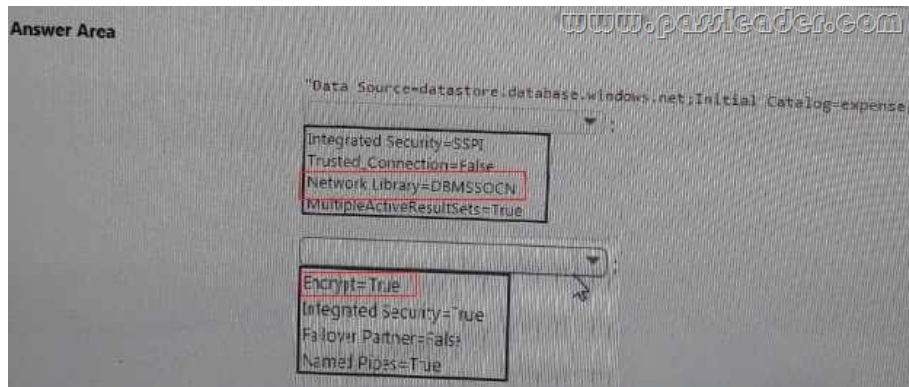 www.passleader.com
Answer Area
"Data Source=datastore.database.windows.net;Initial Catalog=expense
;
Integrated Security=SSPI
Trusted_Connection=False
Network Library=DBMSSOCN
MultipleActiveResultSets=True
;
Encrypt=True
Integrated Security=True
Failover Partner=False
Named Pipes=True